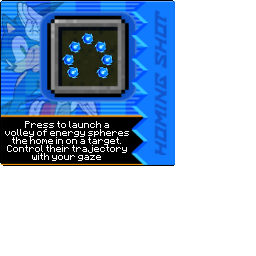 HOMING SHOT
Press to launch a
volley of energy spheres
the home in on a target.
Control their trajectory
with your gaze